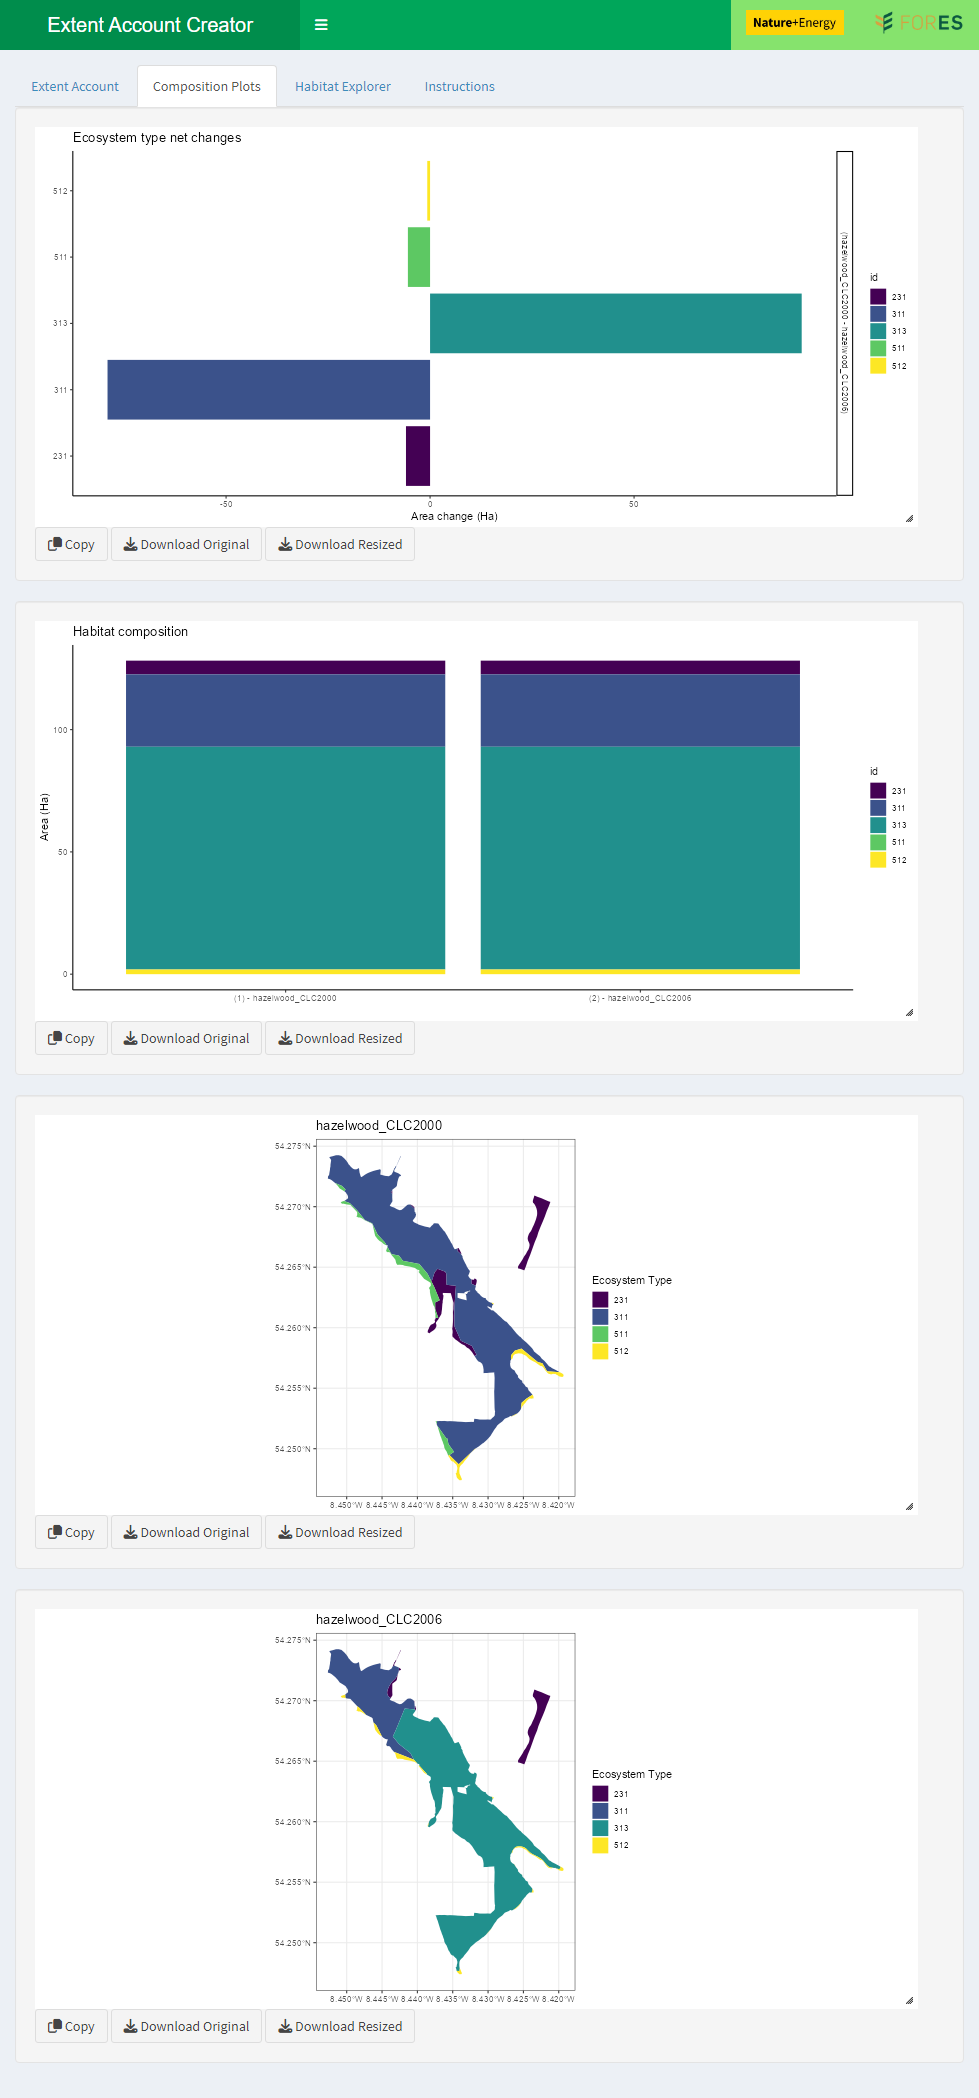 Extent Account Creator
Nature+Energy
FORES
Extent Account
Composition Plots
Habitat Explorer
Instructions
Ecosystem type net changes
512
511
313
311
231
-50
0
50
Area change (Ha)
(hazelwood_CLC2000 - hazelwood_CLC2006)
id
231
311
313
511
512
Copy
Download Original
Download Resized
Habitat composition
100
50
0
Area (Ha)
(1) - hazelwood_CLC2000
(2) - hazelwood_CLC2006
id
231
311
313
511
512
Copy
Download Original
Download Resized
hazelwood_CLC2000
54.275°N
54.270°N
54.265°N
54.260°N
54.255°N
54.250°N
8.450°W 8.445°W 8.440°W 8.435°W 8.430°W 8.425°W 8.420°W
Ecosystem Type
231
311
511
512
Copy
Download Original
Download Resized
hazelwood_CLC2006
54.275°N
54.270°N
54.265°N
54.260°N
54.255°N
54.250°N
8.450°W 8.445°W 8.440°W 8.435°W 8.430°W 8.425°W 8.420°W
Ecosystem Type
231
311
313
512
Copy
Download Original
Download Resized